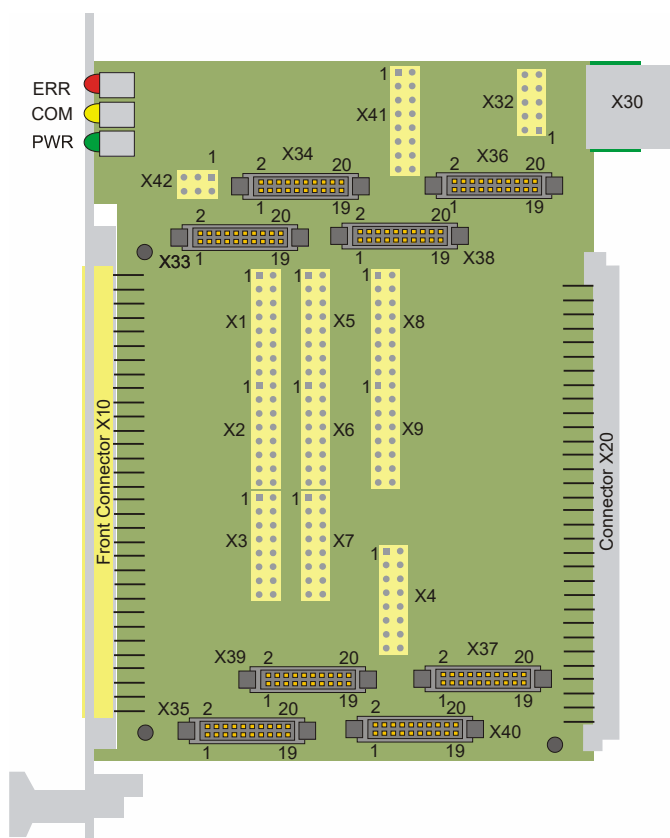 ERR
COM
PWR
1
X41
X32
1
X30
X42
1
2
X34
20
1
19
2
X36
20
1
19
2
20
1
19
X33
2
20
1
19
X38
1
X1
1
X5
1
X8
1
X2
1
X6
1
X9
1
X3
1
X7
1
X4
Front Connector X10
Connector X20
X39
2
20
1
19
2
X37
20
1
19
X35
2
20
1
19
2
20
1
19
X40